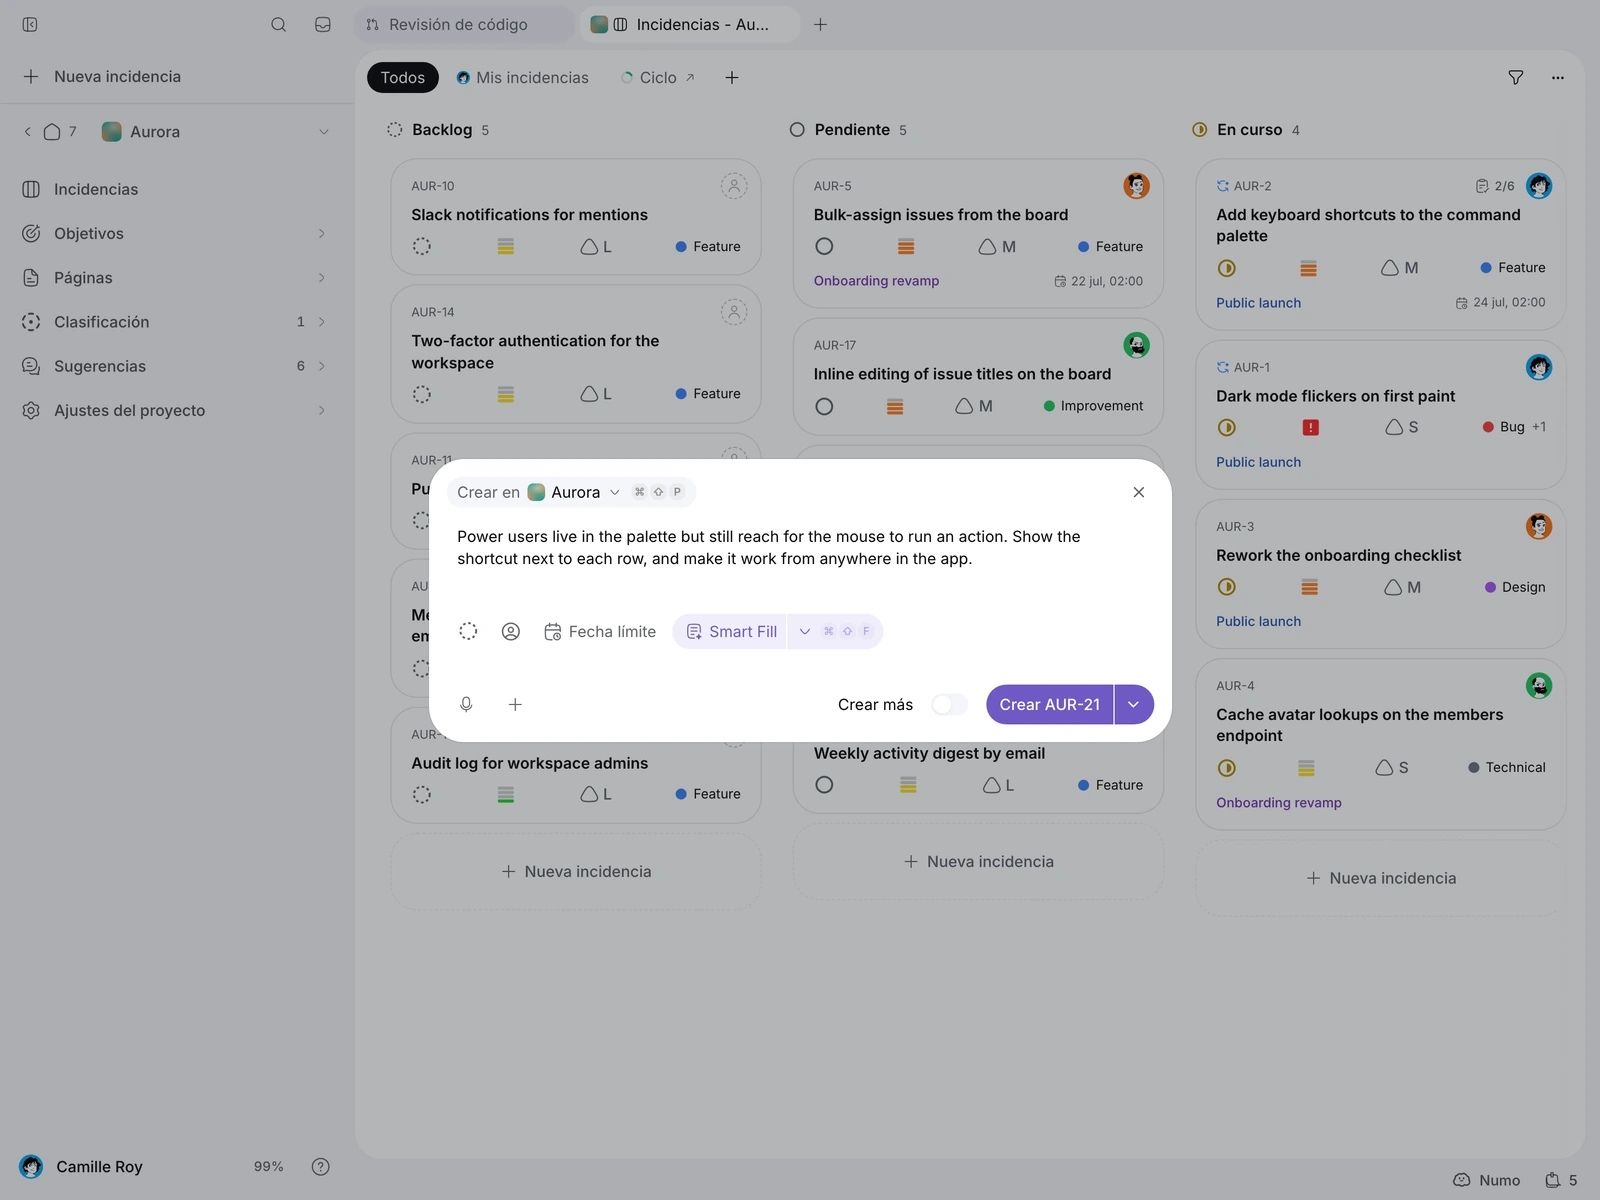 Revisión de código
Incidencias - Au...
Nueva incidencia
7
Aurora
Incidencias
Objetivos
Páginas
Clasificación 1
Sugerencias 6
Ajustes del proyecto
Camille Roy
99%
Todos
Mis incidencias
Ciclo
Backlog 5
AUR-10
Slack notifications for mentions
L
Feature
AUR-14
Two-factor authentication for the
workspace
L
Feature
AUR-11
Audit log for workspace admins
L
Feature
Nueva incidencia
Pendiente 5
AUR-5
Bulk-assign issues from the board
M
Feature
Onboarding revamp
22 jul, 02:00
AUR-17
Inline editing of issue titles on the board
M
Improvement
Weekly activity digest by email
L
Feature
Nueva incidencia
En curso 4
AUR-2
2/6
Add keyboard shortcuts to the command
palette
M
Feature
Public launch
24 jul, 02:00
AUR-1
Dark mode flickers on first paint
S
Bug +1
Public launch
AUR-3
Rework the onboarding checklist
M
Design
Public launch
AUR-4
Cache avatar lookups on the members
endpoint
S
Technical
Onboarding revamp
Nueva incidencia
Crear en Aurora ⌘ ⇧ P
Power users live in the palette but still reach for the mouse to run an action. Show the
shortcut next to each row, and make it work from anywhere in the app.
Fecha límite
Smart Fill
⌘ ⇧ F
Crear más
Crear AUR-21
Numo
5